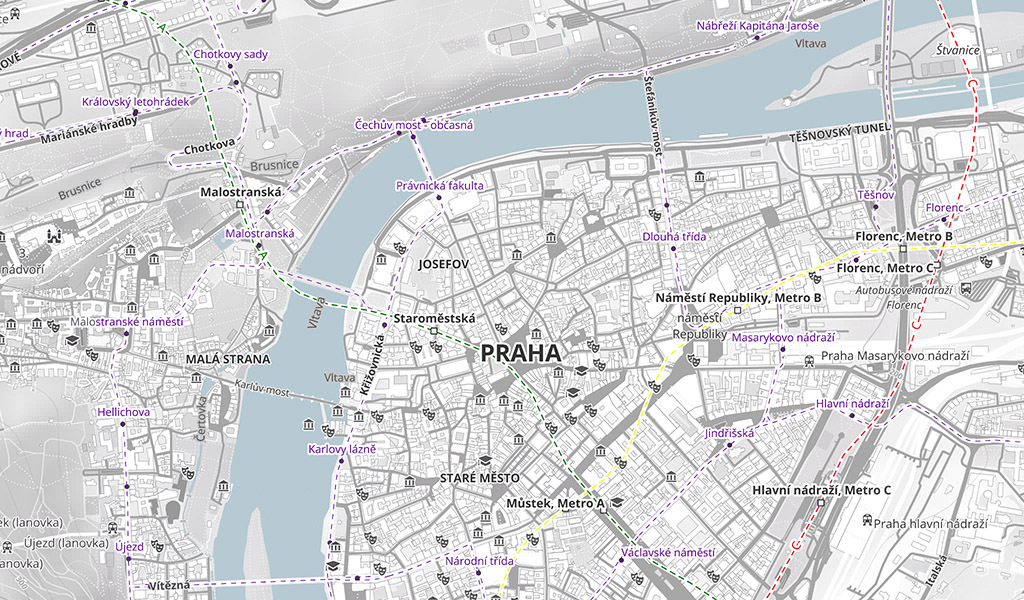 Nábřeží Kapitána Jaroše
Vltava
Štvanice
Chotkovy sady
A
C
Královský letohrádek
Mariánské hradby
ý hrad
Čechův most - občasná
Štefánikův most
TĚŠNOVSKÝ TUNEL
Chotkova
Brusnice
Brusnice
Malostranská
Právnická fakulta
Těšnov
Florenc
Malostranská
A
JOSEFOV
Dlouhá třída
Florenc, Metro B
Florenc, Metro C
3.
nádvoří
Autobusové nádraží
Florenc
Náměstí Republiky, Metro B
náměstí
Republiky
Vltava
Staroměstská
Malostranské náměstí
C
Masarykovo nádraží
Praha Masarykovo nádraží
MALÁ STRANA
PRAHA
Křižovnická
Vltava
Karlův most
Čertovka
Hellichova
Hlavní nádraží
Jindřišská
Karlovy lázně
STARÉ MĚSTO
Můstek, Metro A
Hlavní nádraží, Metro C
ek (lanovka)
Újezd (lanovka)
lanovka)
Praha hlavní nádraží
Újezd
C
Václavské náměstí
Národní třída
Vítězná
Italská